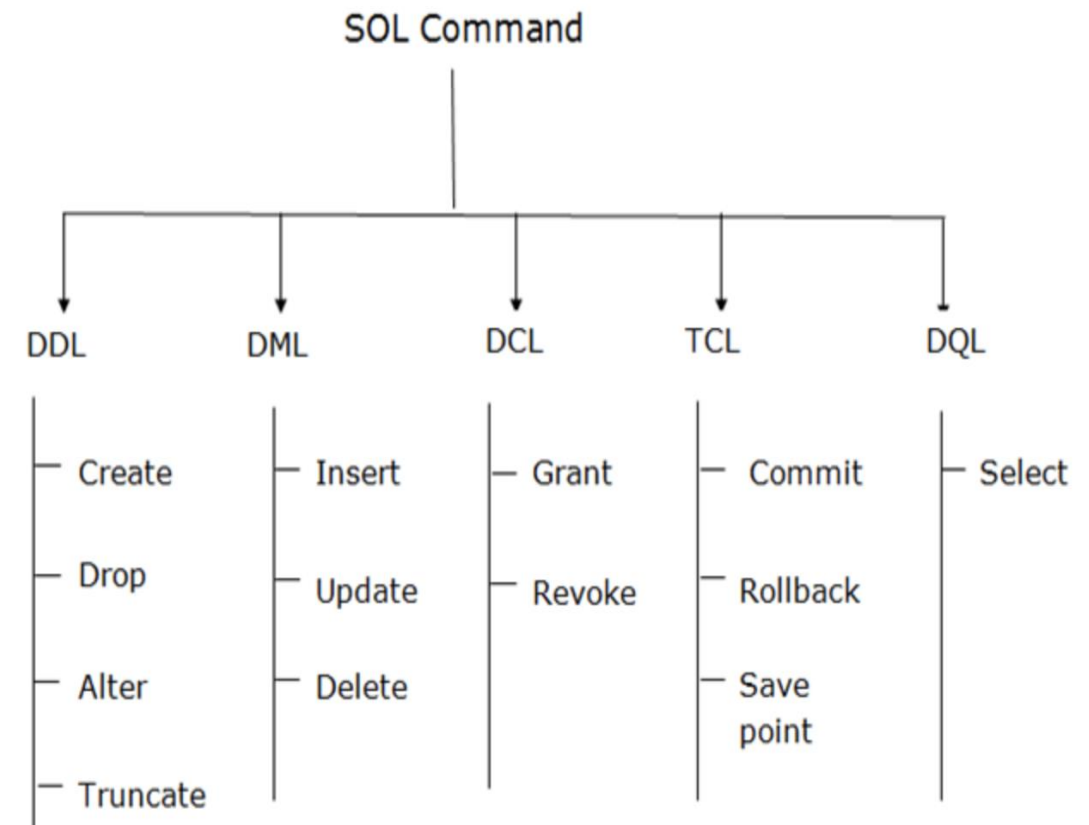 SOL Command
DDL
DML
DCL
TCL
DQL
Create
Drop
Alter
Truncate
Insert
Update
Delete
Grant
Revoke
Commit
Rollback
Save
point
Select